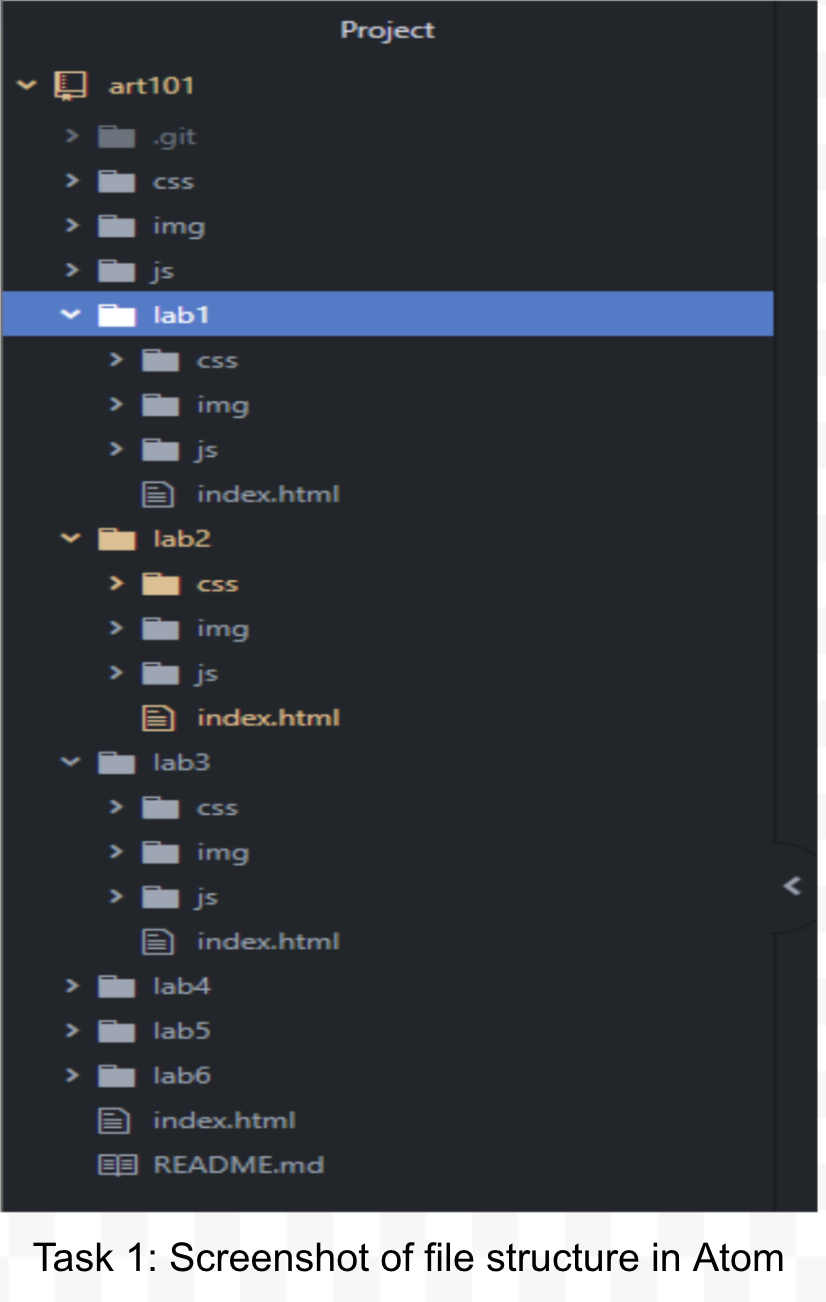 Project
art101
.git
css
img
js
lab1
css
img
js
index.html
lab2
css
img
js
index.html
lab3
css
img
js
index.html
lab4
lab5
lab6
index.html
README.md
Task 1: Screenshot of file structure in Atom